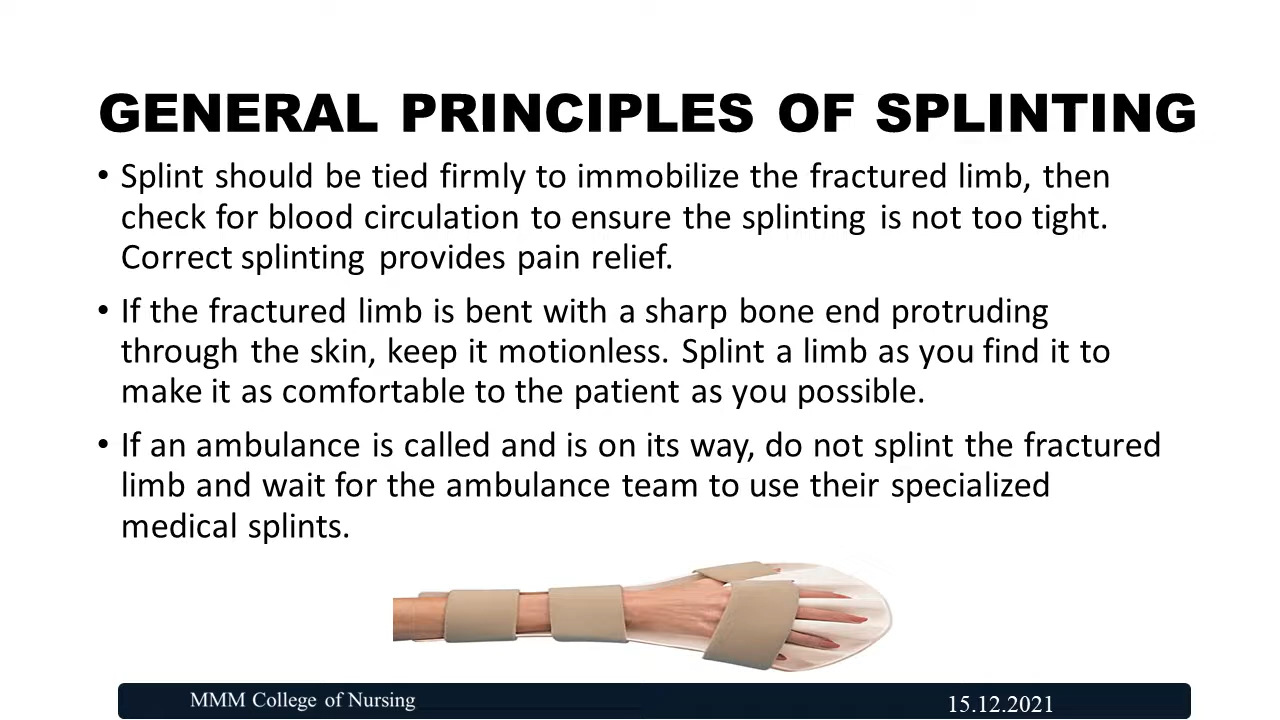 GENERAL PRINCIPLES OF SPLINTING
• Splint should be tied firmly to immobilize the fractured limb, then
check for blood circulation to ensure the splinting is not too tight.
Correct splinting provides pain relief.
• If the fractured limb is bent with a sharp bone end protruding
through the skin, keep it motionless. Splint a limb as you find it to
make it as comfortable to the patient as you possible.
• If an ambulance is called and is on its way, do not splint the fractured
limb and wait for the ambulance team to use their specialized
medical splints.
MMM College of Nursing
15.12.2021